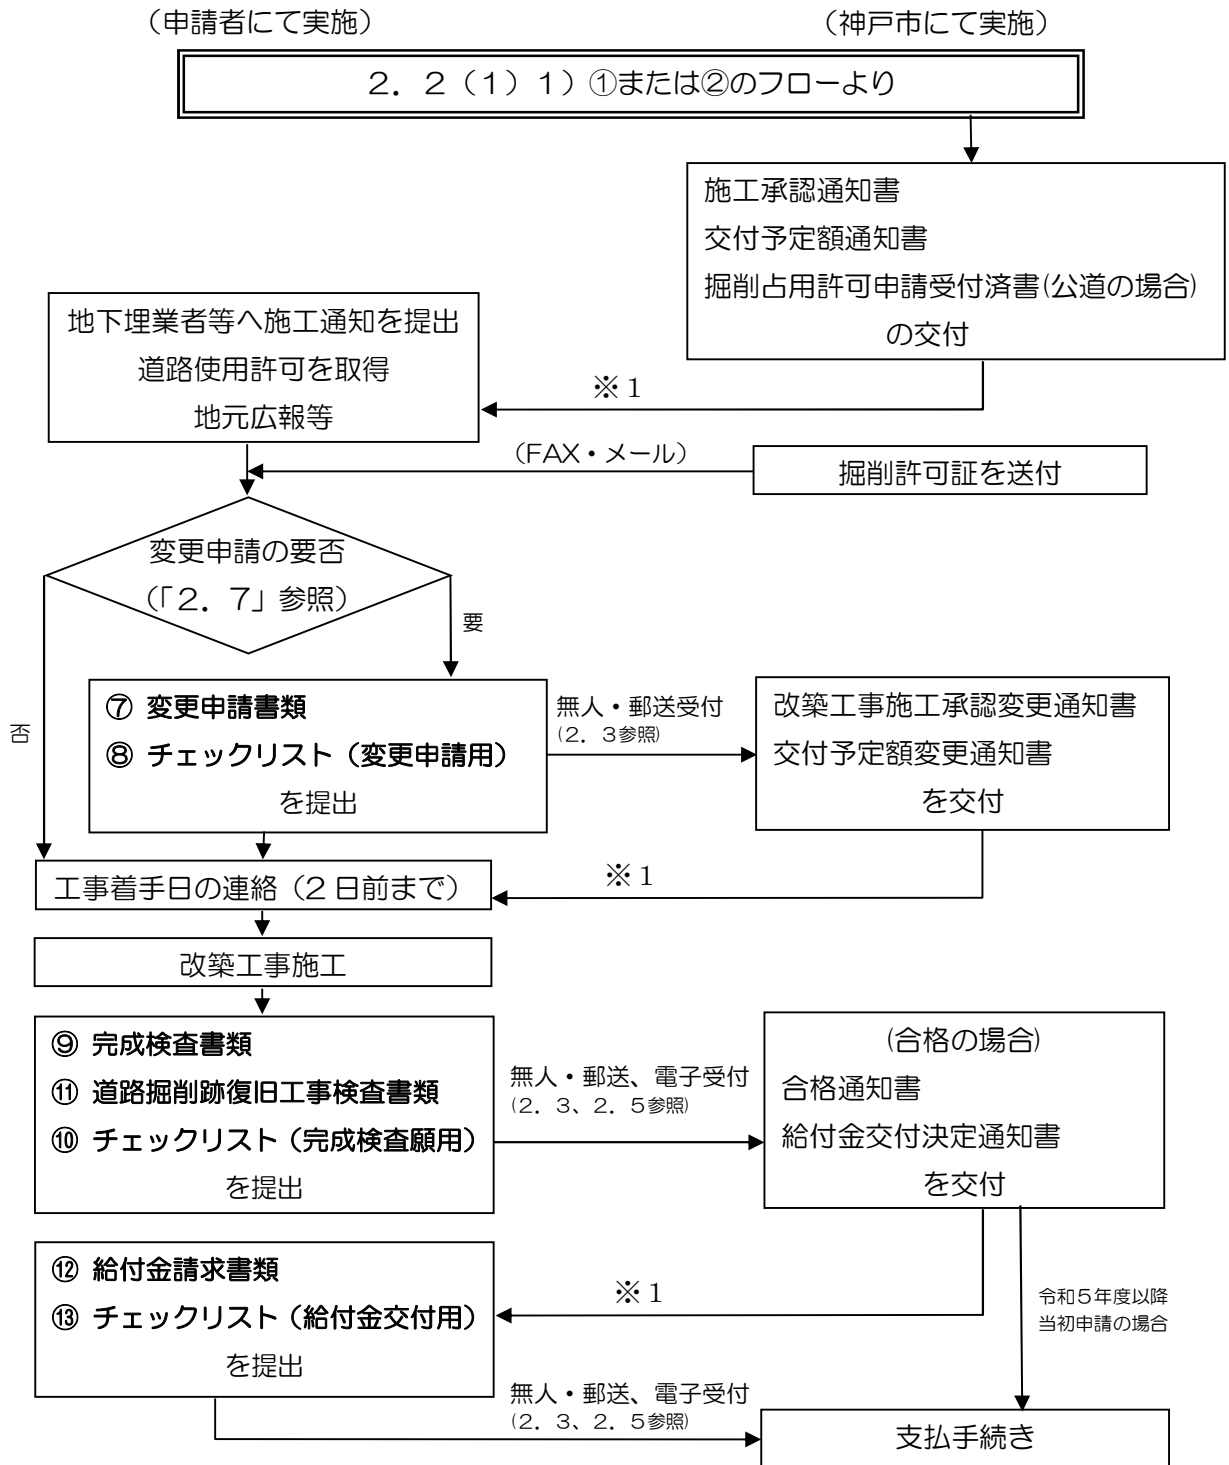 （申請者にて実施）
（神戸市にて実施）
２．２（１）１）①または②のフローより
施工承認通知書
交付予定額通知書
掘削占用許可申請受付済書(公道の場合)
の交付
地下埋業者等へ施工通知を提出
道路使用許可を取得
地元広報等
※１
（FAX・メール）
掘削許可証を送付
変更申請の要否
（「２．７」参照）
要
否
⑦ 変更申請書類
⑧ チェックリスト（変更申請用）
を提出
無人・郵送受付
(２．３参照)
改築工事施工承認変更通知書
交付予定額変更通知書
を交付
工事着手日の連絡（２日前まで）
※１
改築工事施工
⑨ 完成検査書類
⑪ 道路掘削跡復旧工事検査書類
⑩ チェックリスト（完成検査願用）
を提出
無人・郵送、電子受付
(２．３、２．５参照)
(合格の場合)
合格通知書
給付金交付決定通知書
を交付
⑫ 給付金請求書類
⑬ チェックリスト（給付金交付用）
を提出
※１
令和５年度以降
当初申請の場合
無人・郵送、電子受付
(２．３、２．５参照)
支払手続き